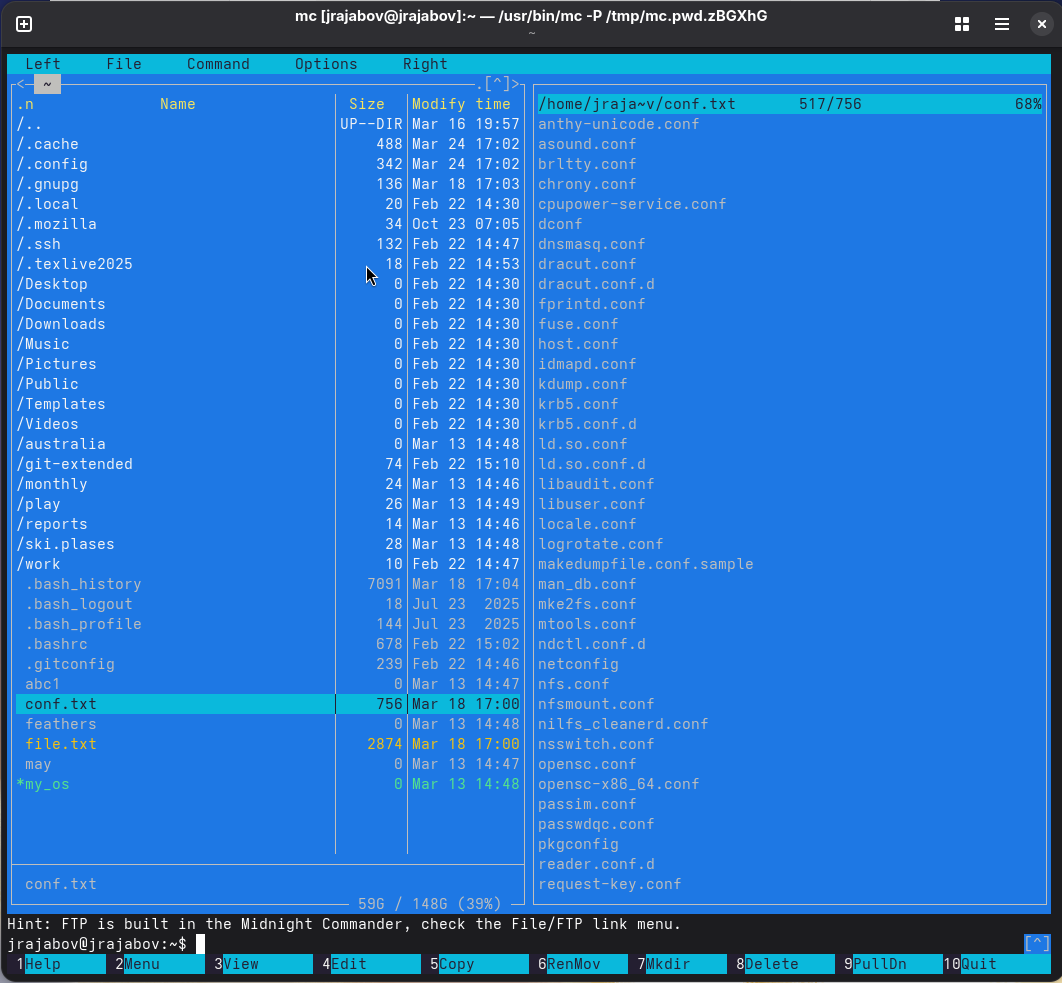 mc [jrajabov@jrajabov]:~ — /usr/bin/mc -P /tmp/mc.pwd.zBGXhG
~
Left File Command Options Right
<─ ~ .[^]>
.n Name Size Modify time
/.. UP--DIR Mar 16 19:57
/.cache 488 Mar 24 17:02
/.config 342 Mar 24 17:02
/.gnupg 136 Mar 18 17:03
/.local 20 Feb 22 14:30
/.mozilla 34 Oct 23 07:05
/.ssh 132 Feb 22 14:47
/.texlive2025 18 Feb 22 14:53
/Desktop 0 Feb 22 14:30
/Documents 0 Feb 22 14:30
/Downloads 0 Feb 22 14:30
/Music 0 Feb 22 14:30
/Pictures 0 Feb 22 14:30
/Public 0 Feb 22 14:30
/Templates 0 Feb 22 14:30
/Videos 0 Feb 22 14:30
/australia 0 Mar 13 14:48
/git-extended 74 Feb 22 15:10
/monthly 24 Mar 13 14:46
/play 26 Mar 13 14:49
/reports 14 Mar 13 14:46
/ski.plases 28 Mar 13 14:48
/work 10 Feb 22 14:47
.bash_history 7091 Mar 18 17:04
.bash_logout 18 Jul 23 2025
.bash_profile 144 Jul 23 2025
.bashrc 678 Feb 22 15:02
.gitconfig 239 Feb 22 14:46
abc1 0 Mar 13 14:47
conf.txt 756 Mar 18 17:00
feathers 0 Mar 13 14:48
file.txt 2874 Mar 18 17:00
may 0 Mar 13 14:47
*my_os 0 Mar 13 14:48
conf.txt
59G / 148G (39%)
/home/jraja~v/conf.txt 517/756 68%
anthy-unicode.conf
asound.conf
brltty.conf
chrony.conf
cpupower-service.conf
dconf
dnsmasq.conf
dracut.conf
dracut.conf.d
fprintd.conf
fuse.conf
host.conf
idmapd.conf
kdump.conf
krb5.conf
krb5.conf.d
ld.so.conf
ld.so.conf.d
libaudit.conf
libuser.conf
locale.conf
logrotate.conf
makedumpfile.conf.sample
man_db.conf
mke2fs.conf
mtools.conf
ndctl.conf.d
netconfig
nfs.conf
nfsmount.conf
nilfs_cleanerd.conf
nsswitch.conf
opensc.conf
opensc-x86_64.conf
passim.conf
passwdqc.conf
pkgconfig
reader.conf.d
request-key.conf
Hint: FTP is built in the Midnight Commander, check the File/FTP link menu.
jrajabov@jrajabov:~$ [^]
1Help 2Menu 3View 4Edit 5Copy 6RenMov 7Mkdir 8Delete 9PullDn 10Quit